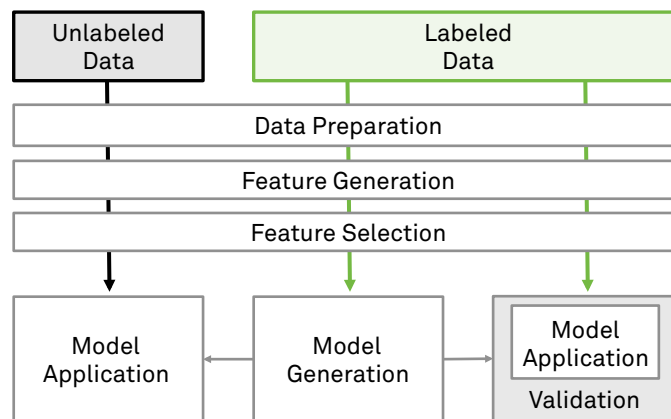 Unlabeled
Data
Labeled
Data
Data Preparation
Feature Generation
Feature Selection
Model
Application
Model
Generation
Model
Application
Validation